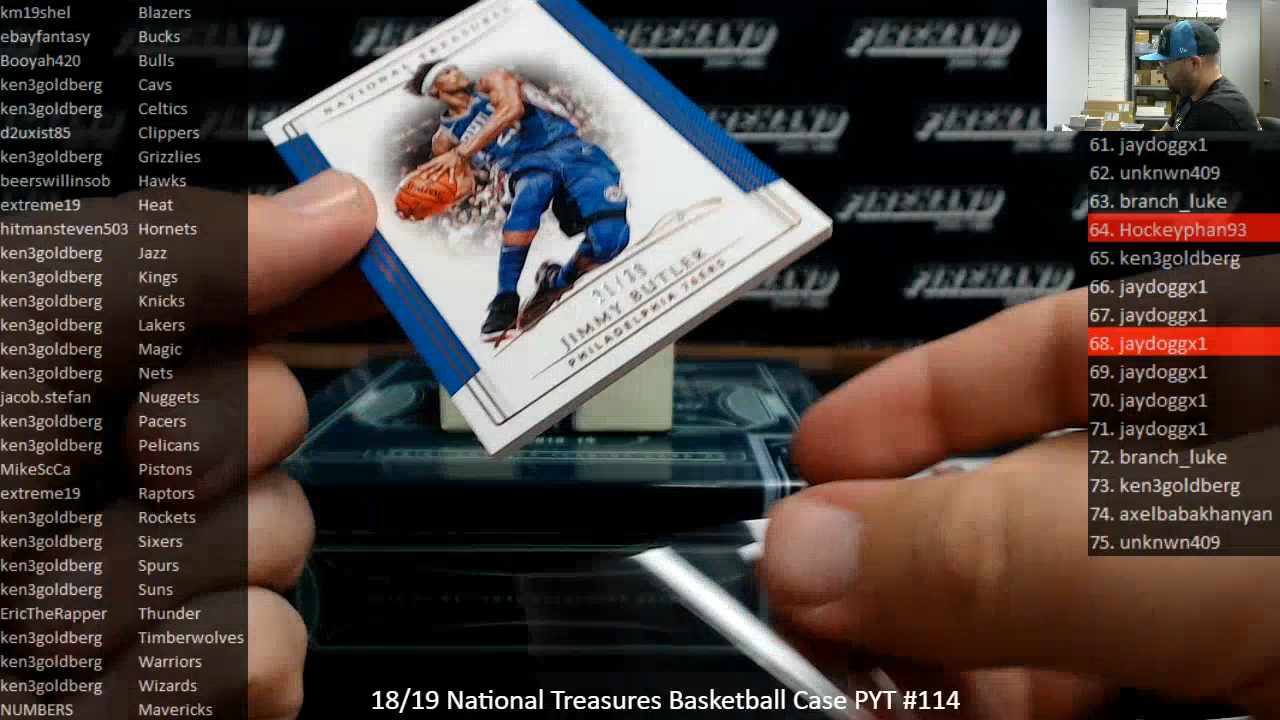 km19shel Blazers
ebayfantasy Bucks
Booyah420 Bulls
ken3goldberg Cavs
ken3goldberg Celtics
d2uxist85 Clippers
ken3goldberg Grizzlies
beerswillinsob Hawks
extreme19 Heat
hitmansteven503 Hornets
ken3goldberg Jazz
ken3goldberg Kings
ken3goldberg Knicks
ken3goldberg Lakers
ken3goldberg Magic
ken3goldberg Nets
jacob.stefan Nuggets
ken3goldberg Pacers
ken3goldberg Pelicans
MikeScCa Pistons
extreme19 Raptors
ken3goldberg Rockets
ken3goldberg Sixers
ken3goldberg Spurs
ken3goldberg Suns
EricTheRapper Thunder
ken3goldberg Timberwolves
ken3goldberg Warriors
ken3goldberg Wizards
NUMBERS Mavericks
NATIONAL TREASURES
JIMMY BUTLER
PHILADELPHIA 76ERS
61. jaydoggx1
62. unknwn409
63. branch_luke
64. Hockeyphan93
65. ken3goldberg
66. jaydoggx1
67. jaydoggx1
68. jaydoggx1
69. jaydoggx1
70. jaydoggx1
71. jaydoggx1
72. branch_luke
73. ken3goldberg
74. axelbabakhanyan
75. unknwn409
18/19 National Treasures Basketball Case PYT #114